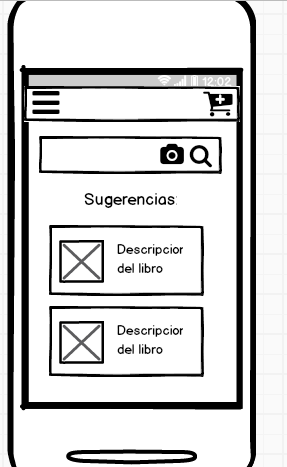 12:02
Sugerencias:
Descripcior
del libro
Descripcior
del libro